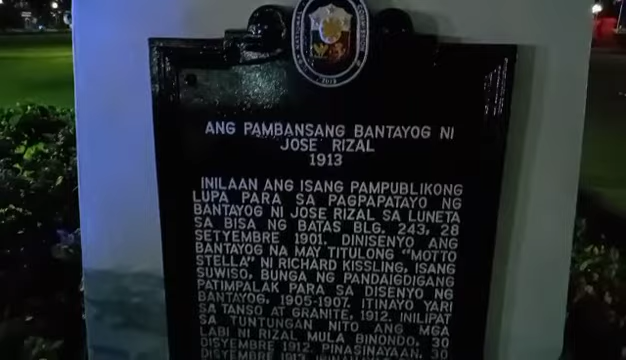 ANG PAMBANSANG BANTAYOG NI
JOSE RIZAL
1913
INILAAN ANG ISANG PAMPUBLIKONG
LUPA PARA SA PAGPAPATAYO NG
BANTAYOG NI JOSE RIZAL SA LUNETA
SA BISA NG BATAS BLG. 243, 28
SETYEMBRE 1901. DINISENYO ANG
BANTAYOG NA MAY TITULONG "MOTTO
STELLA" NI RICHARD KISSLING, ISANG
SUWISO, BUNGA NG PANDAIGDIGANG
PATIMPALAK PARA SA DISENYO NG
BANTAYOG, 1905-1907. ITINAYO YARI
SA TANSO AT GRANITE, 1912. INILIPAT
SA TUNTUNGAN NITO ANG MGA
LABI NI RIZAL MULA BINONDO, 30
DISYEMBRE 1912. PINASINAYAAN, 30
DISYEMBRE 1913.